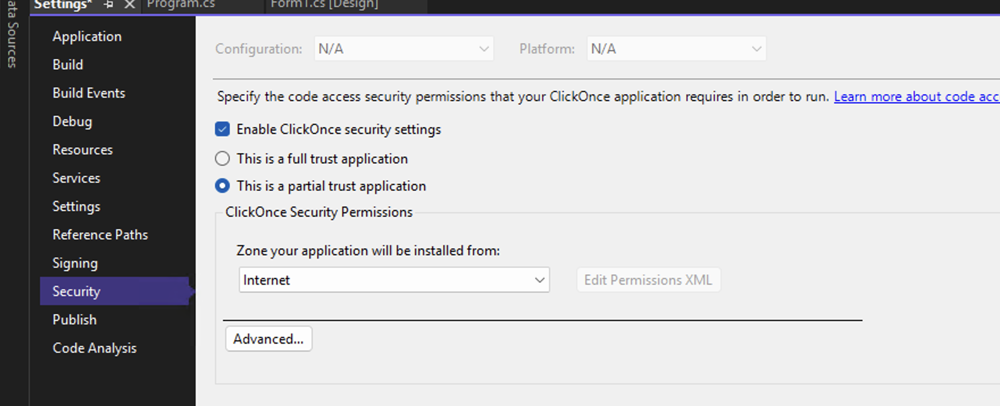 ata Sources
Settings*
Program.cs
Form1.cs [Design]
Application
Build
Build Events
Debug
Resources
Services
Settings
Reference Paths
Signing
Security
Publish
Code Analysis
Configuration: N/A Platform: N/A
Specify the code access security permissions that your ClickOnce application requires in order to run. Learn more about code acc
Enable ClickOnce security settings
This is a full trust application
This is a partial trust application
ClickOnce Security Permissions
Zone your application will be installed from:
Internet Edit Permissions XML
Advanced...